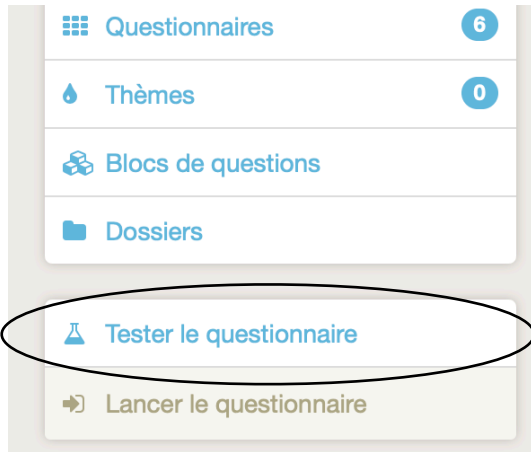 Questionnaires 6
Thèmes 0
Blocs de questions
Dossiers
Tester le questionnaire
Lancer le questionnaire